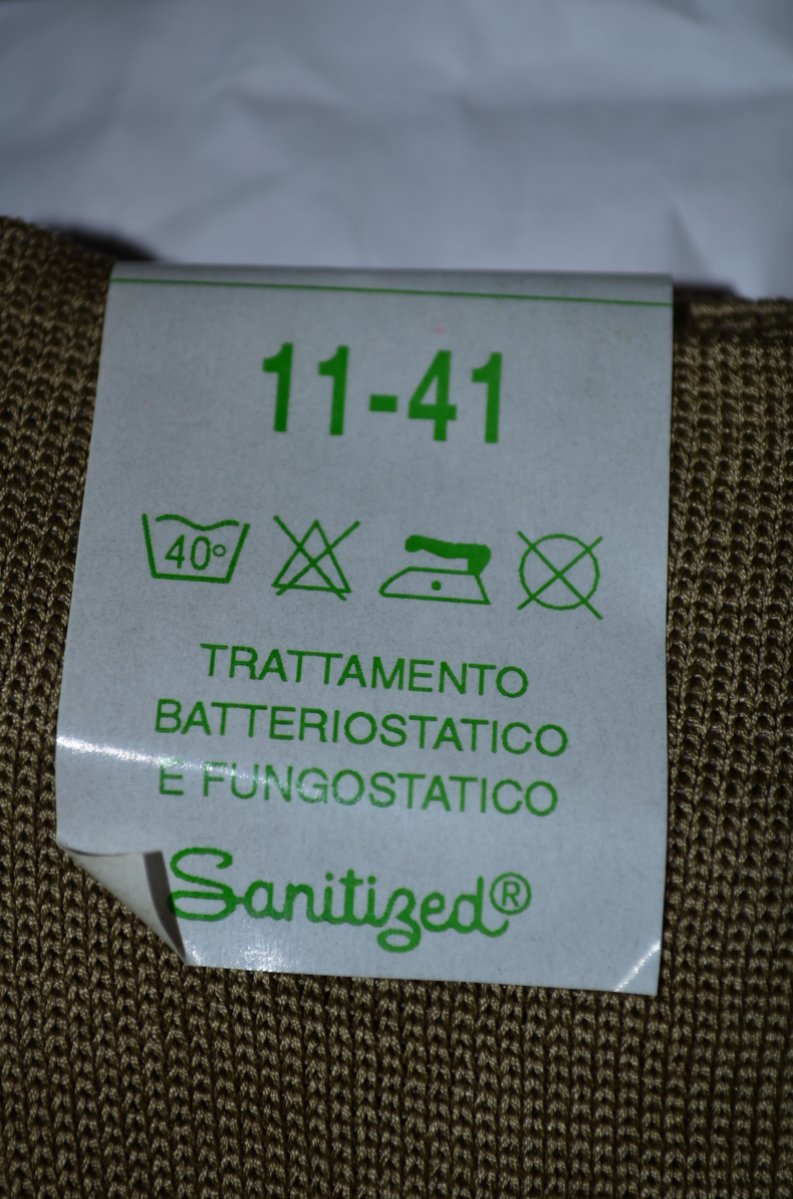 11-41
40°
TRATTAMENTO
BATTERIOSTATICO
E FUNGOSTATICO
Sanitized®